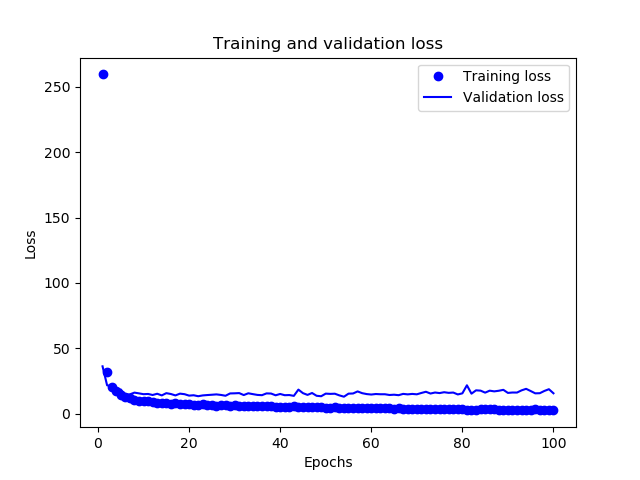 Training and validation loss
Training loss
Validation loss
250
200
150
100
50
0
Loss
0 20 40 60 80 100
Epochs